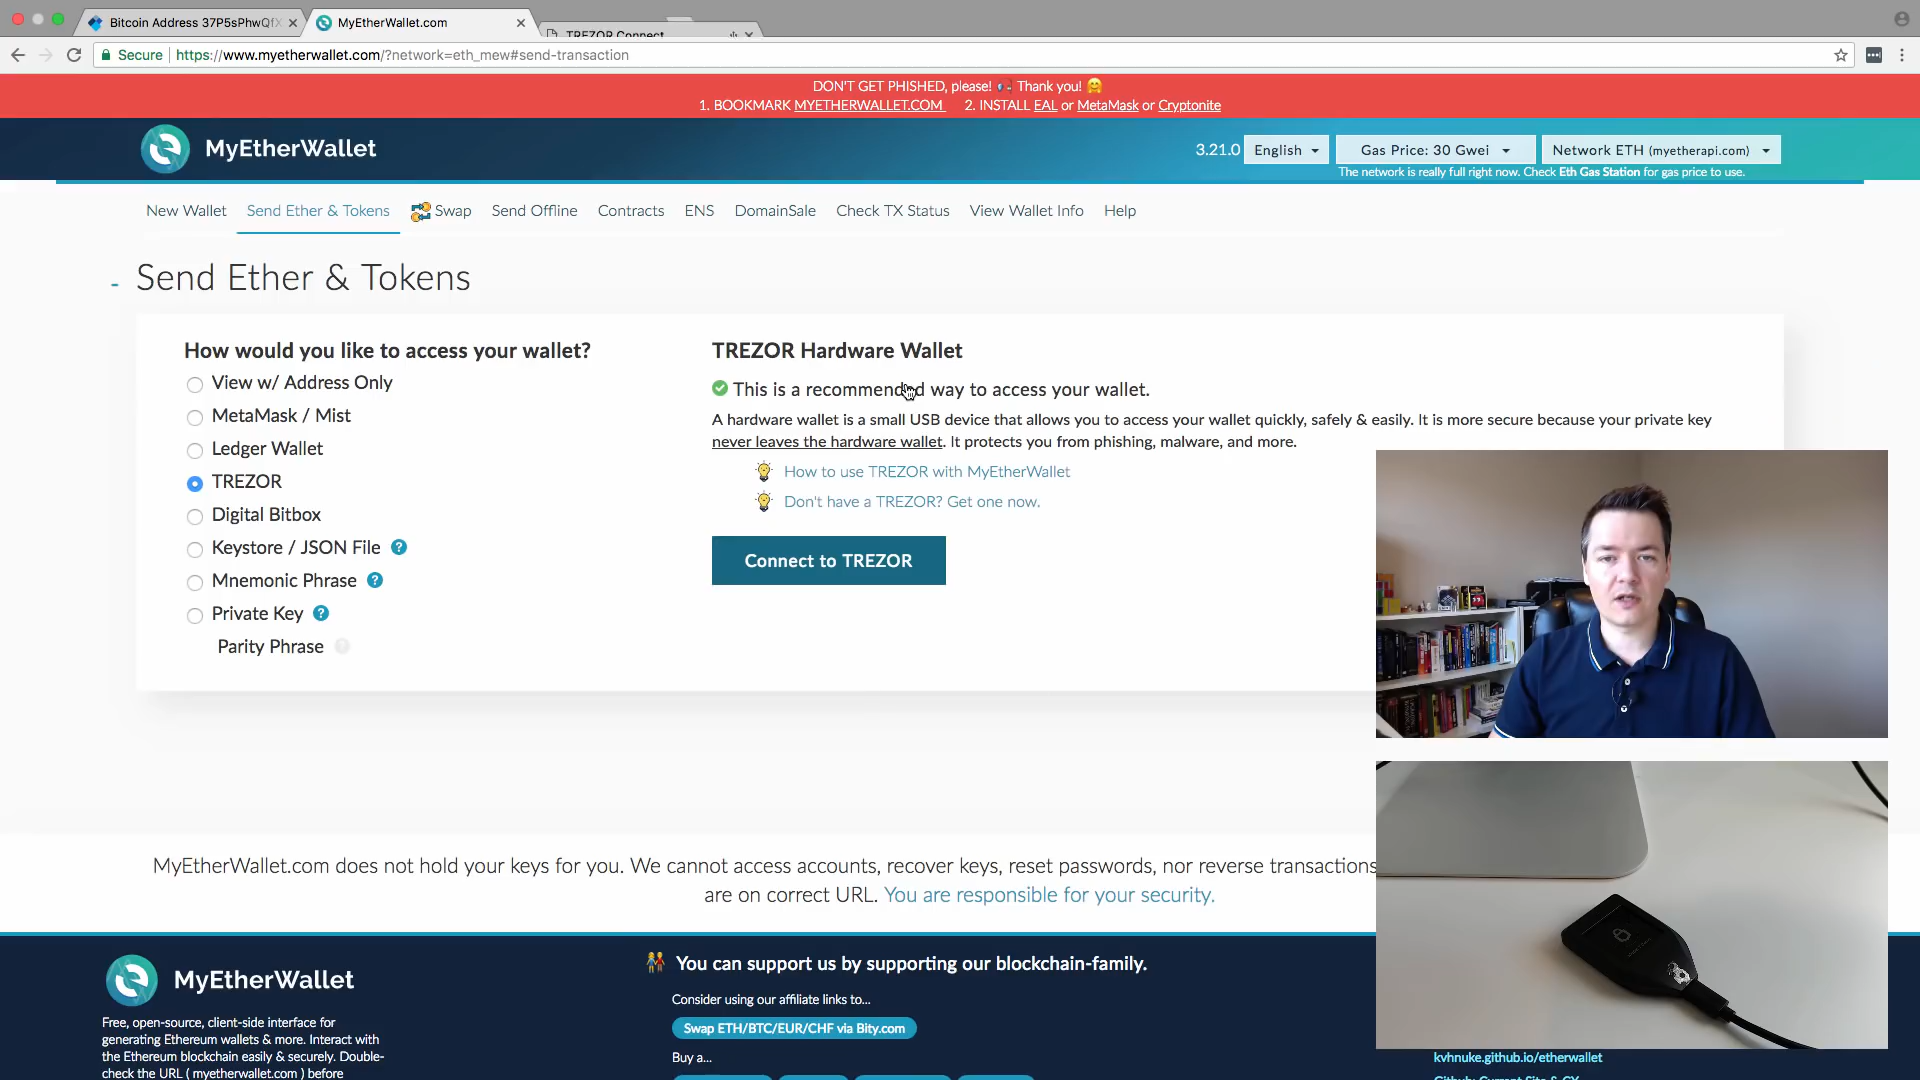 Bitcoin Address 37P5sPhwQfX
MyEtherWallet.com
TREZOR Connect
Secure https://www.myetherwallet.com/?network=eth_mew#send-transaction
DON'T GET PHISHED, please! Thank you!
1. BOOKMARK MYETHERWALLET.COM 2. INSTALL EAL or MetaMask or Cryptonite
MyEtherWallet
3.21.0 English Gas Price: 30 Gwei Network ETH (myetherapi.com)
The network is really full right now. Check Eth Gas Station for gas price to use.
New Wallet Send Ether & Tokens Swap Send Offline Contracts ENS DomainSale Check TX Status View Wallet Info Help
- Send Ether & Tokens
How would you like to access your wallet?
View w/ Address Only
MetaMask / Mist
Ledger Wallet
TREZOR
Digital Bitbox
Keystore / JSON File ?
Mnemonic Phrase ?
Private Key ?
Parity Phrase ?
TREZOR Hardware Wallet
This is a recommended way to access your wallet.
A hardware wallet is a small USB device that allows you to access your wallet quickly, safely & easily. It is more secure because your private key
never leaves the hardware wallet. It protects you from phishing, malware, and more.
How to use TREZOR with MyEtherWallet
Don't have a TREZOR? Get one now.
Connect to TREZOR
MyEtherWallet.com does not hold your keys for you. We cannot access accounts, recover keys, reset passwords, nor reverse transactions
are on correct URL. You are responsible for your security.
MyEtherWallet
Free, open-source, client-side interface for
generating Ethereum wallets & more. Interact with
the Ethereum blockchain easily & securely. Double-
check the URL ( myetherwallet.com ) before
You can support us by supporting our blockchain-family.
Consider using our affiliate links to...
Swap ETH/BTC/EUR/CHF via Bity.com
Buy a...
kvhnuke.github.io/etherwallet